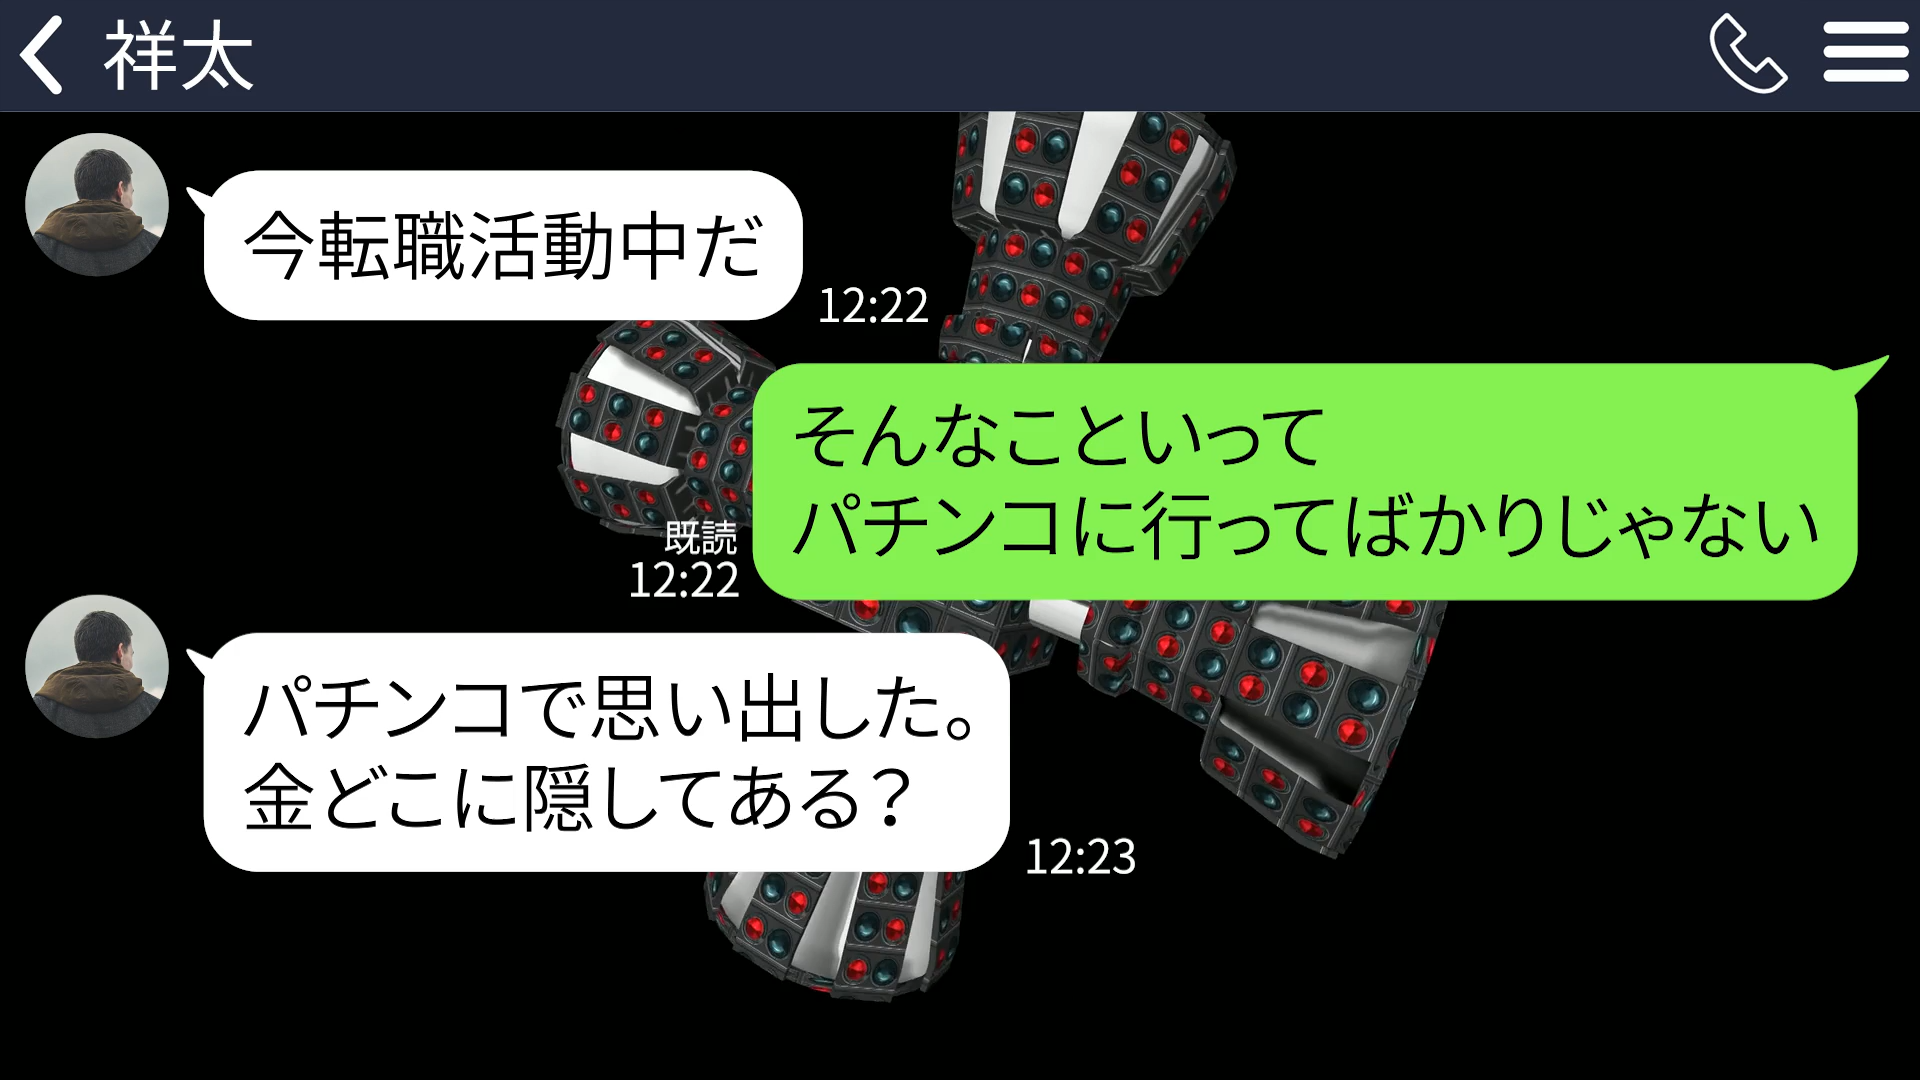 祥太
今転職活動中だ
12:22
そんなこといって
パチンコに行ってばかりじゃない
既読
12:22
パチンコで思い出した。
金どこに隠してある？
12:23